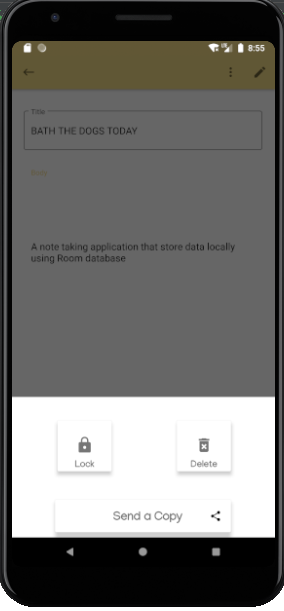 8:55
Title
BATH THE DOGS TODAY
Note
A note taking application that store data locally
using Room database
Lock
Delete
Send a Copy